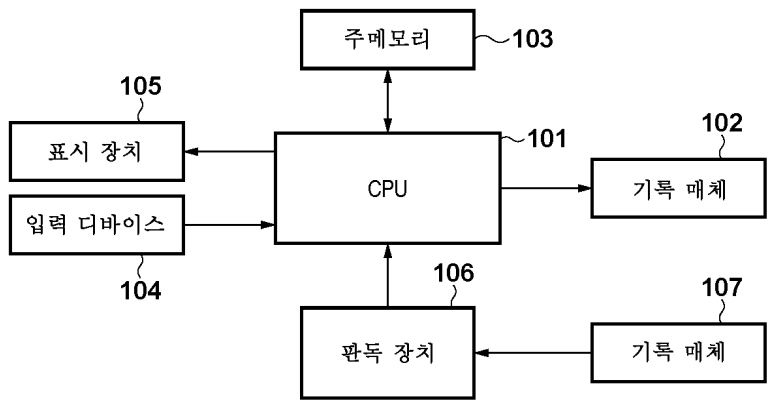 주메모리
103
105
표시 장치
101
CPU
102
기록 매체
입력 디바이스
104
106
판독 장치
107
기록 매체